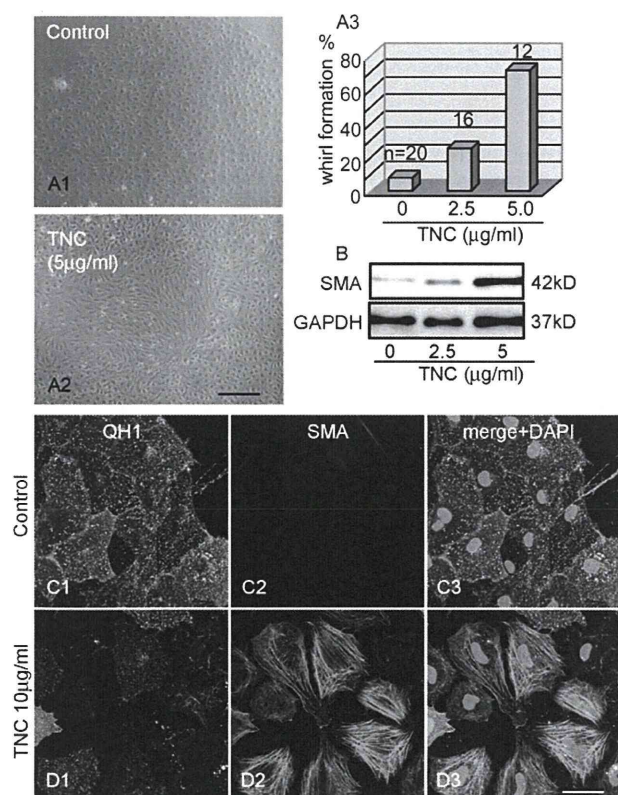 Control
A1
TNC
(5µg/ml)
A2
A3
%
80
60
40
20
0
whirl formation
n=20
16
12
0 2.5 5.0
TNC (µg/ml)
B
SMA 42kD
GAPDH 37kD
0 2.5 5
TNC (µg/ml)
QH1 SMA merge+DAPI
Control
C1 C2 C3
TNC 10µg/ml
D1 D2 D3